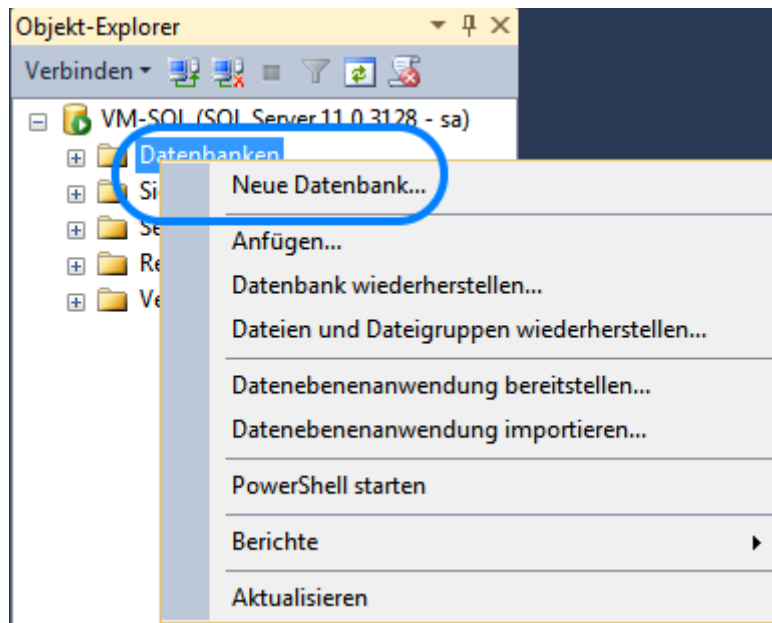 Objekt-Explorer
Verbinden
VM-SQL (SQL Server 11.0.3128 - sa)
Datenbanken
Neue Datenbank...
Anfügen...
Datenbank wiederherstellen...
Dateien und Dateigruppen wiederherstellen...
Datenebenenanwendung bereitstellen...
Datenebenenanwendung importieren...
PowerShell starten
Berichte
Aktualisieren